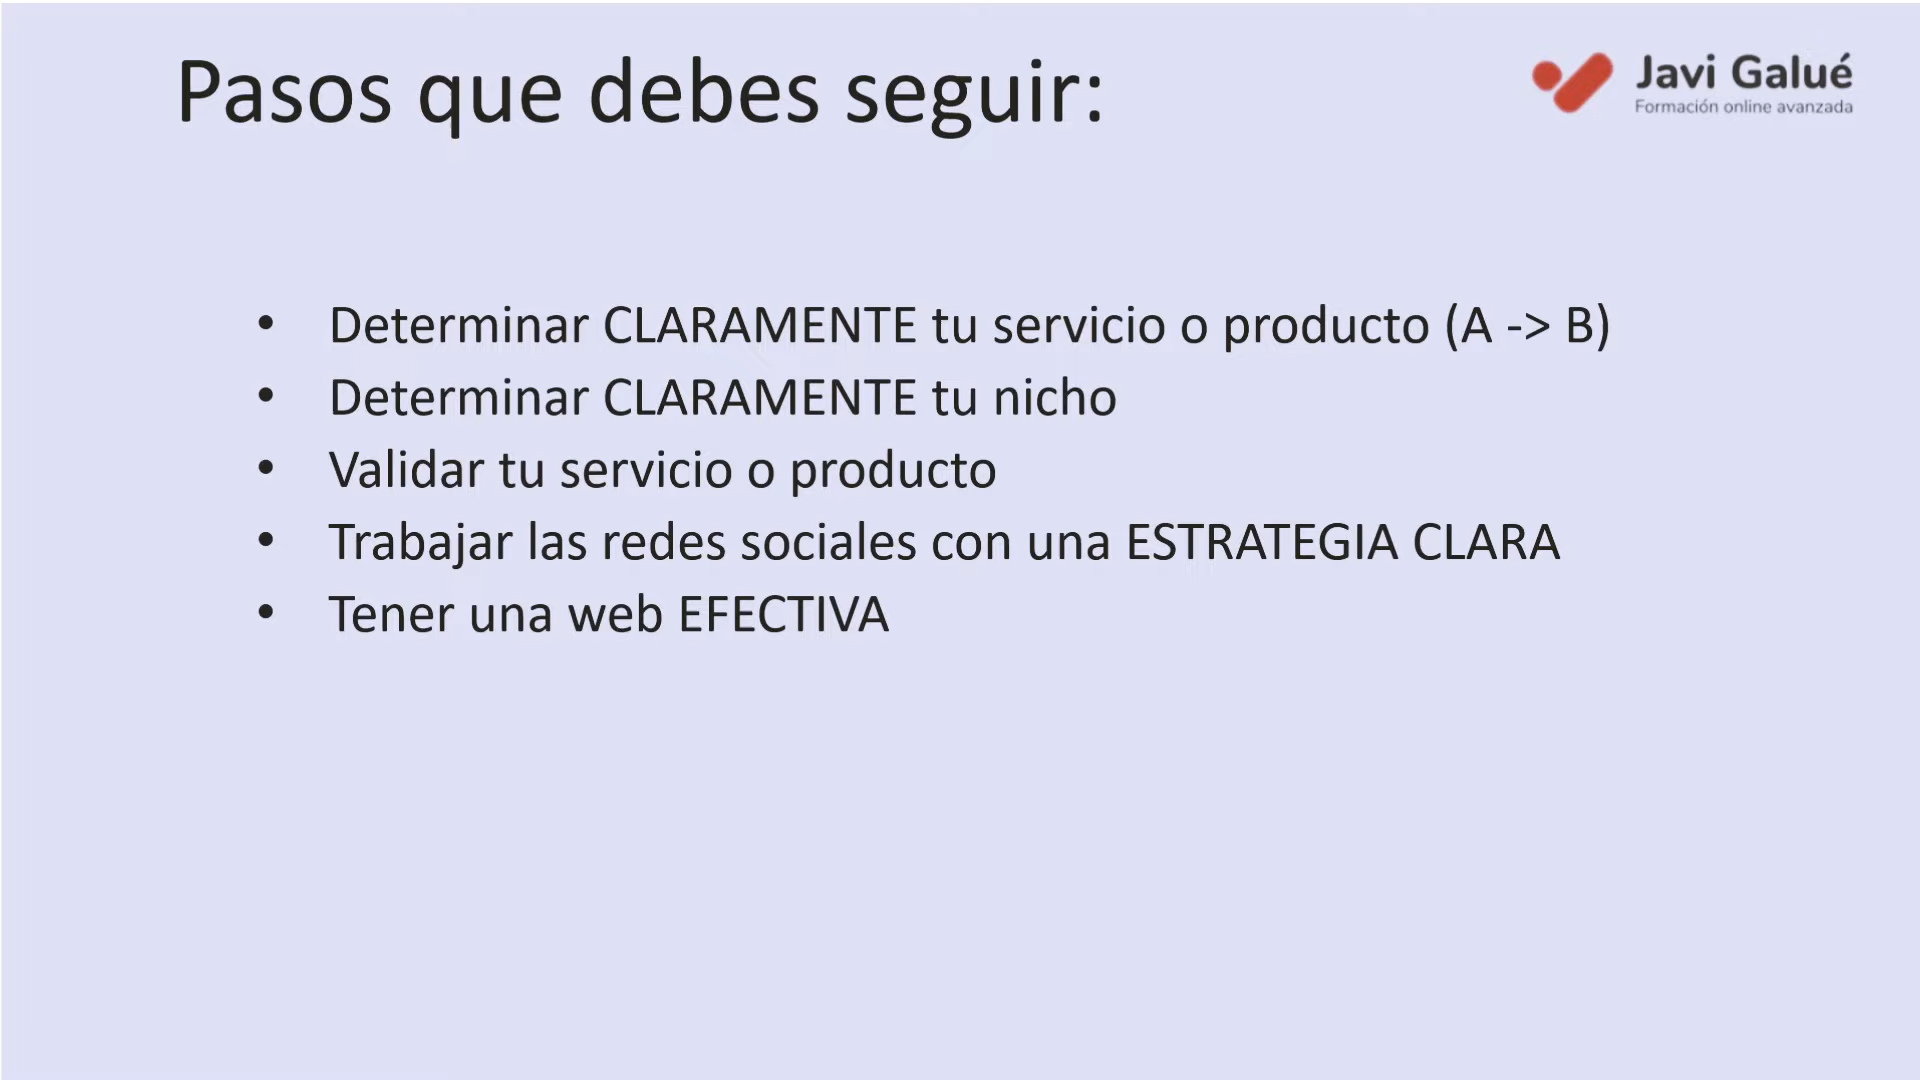 Pasos que debes seguir:
Javi Galué
Formación online avanzada
• Determinar CLARAMENTE tu servicio o producto (A -> B)
• Determinar CLARAMENTE tu nicho
• Validar tu servicio o producto
• Trabajar las redes sociales con una ESTRATEGIA CLARA
• Tener una web EFECTIVA